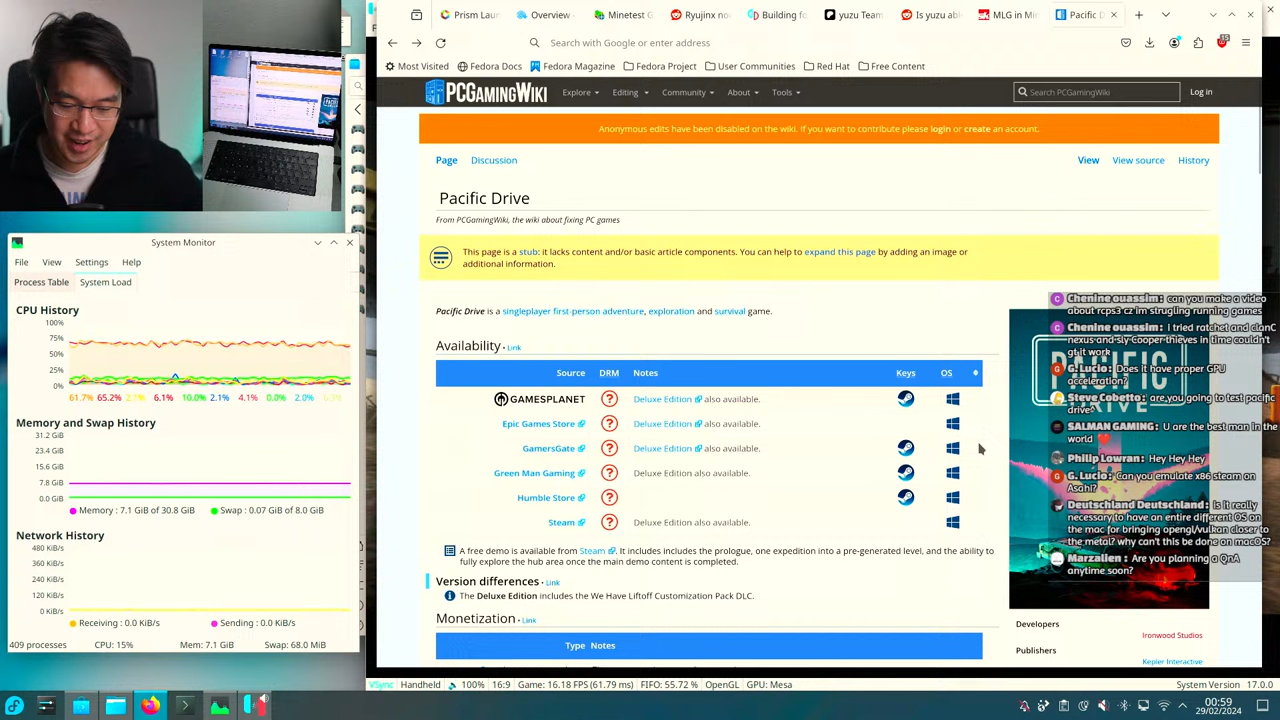 Prism Laun
Overview -
Minetest G
Ryujinx no
Building fo
yuzu Team
Is yuzu abl
MLG in Mi
Pacific D
Search with Google or enter address
15
Most Visited
Fedora Docs
Fedora Magazine
Fedora Project
User Communities
Red Hat
Free Content
PCGAMINGWIKI
Explore
Editing
Community
About
Tools
Search PCGamingWiki
Log in
Anonymous edits have been disabled on the wiki. If you want to contribute please login or create an account.
Page
Discussion
View
View source
History
Pacific Drive
From PCGamingWiki, the wiki about fixing PC games
This page is a stub: it lacks content and/or basic article components. You can help to expand this page by adding an image or
additional information.
Pacific Drive is a singleplayer first-person adventure, exploration and survival game.
Availability · Link
Source DRM Notes Keys OS
GAMESPLANET Deluxe Edition also available.
Epic Games Store Deluxe Edition also available.
GamersGate Deluxe Edition also available.
Green Man Gaming Deluxe Edition also available.
Humble Store Deluxe Edition also available.
Steam Deluxe Edition also available.
A free demo is available from Steam. It includes includes the prologue, one expedition into a pre-generated level, and the ability to
fully explore the hub area once the main demo content is completed.
Version differences · Link
The Deluxe Edition includes the We Have Liftoff Customization Pack DLC.
Monetization · Link
Type Notes
PACIFIC
DRIVE
Developers
Ironwood Studios
Publishers
Kepler Interactive
Chenine ouassim : can you make a video
about rcps3 cz im strugling running games
Chenine ouassim : i tried ratchet and clanC
nexus and sly Cooper thieves in time couldn't
gt it work
G. Lucio : Does it have proper GPU
acceleration?
Steve Cobetto : are you going to test pacific
drive?
SALMAN GAMING : U are the best man in the
world ❤️
Philip Lowran : Hey Hey Hey
G. Lucio : Can you emulate x86 steam on
Asahi?
Deutschland Deutschland : Is it really
necessary to have an entire different OS on
the mac for bringing opengl/vulkan closer to
the metal? why can't this be done on macOS?
Marzalien : Are you planning a QnA
anytime soon?
System Monitor
File
View
Settings
Help
Process Table
System Load
CPU History
100%
75%
50%
25%
0%
61.7% 65.2% 2.1% 6.1% 10.0% 2.1% 4.1% 0.0% 2.0%
Memory and Swap History
31.2 GiB
23.4 GiB
15.6 GiB
7.8 GiB
0.0 GiB
Memory : 7.1 GiB of 30.8 GiB
Swap : 0.07 GiB of 8.0 GiB
Network History
480 KiB/s
360 KiB/s
240 KiB/s
120 KiB/s
0 KiB/s
Receiving : 0.0 KiB/s
Sending : 0.0 KiB/s
409 processes
CPU: 15%
Mem: 7.1 GiB
Swap: 68.0 MiB
VSync
Handheld
100%
16:9
Game: 16.18 FPS (61.79 ms)
FIFO: 55.72 %
OpenGL
GPU: Mesa
System Version
17.0.0
00:59
29/02/2024